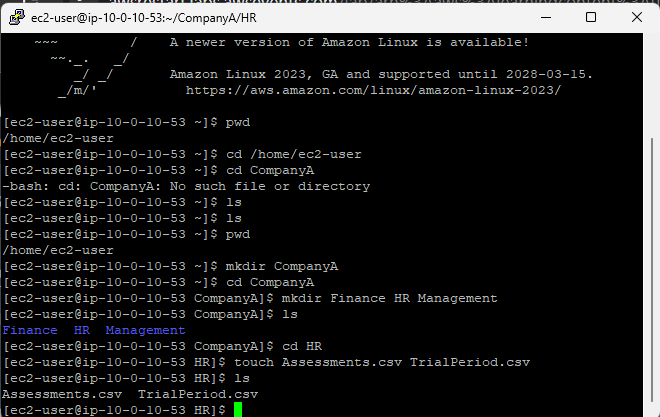 ec2-user@ip-10-0-10-53:~/CompanyA/HR
~~~ / A newer version of Amazon Linux is available!
~~._. _/
_/ _/ Amazon Linux 2023, GA and supported until 2028-03-15.
_/m/' https://aws.amazon.com/linux/amazon-linux-2023/
[ec2-user@ip-10-0-10-53 ~]$ pwd
/home/ec2-user
[ec2-user@ip-10-0-10-53 ~]$ cd /home/ec2-user
[ec2-user@ip-10-0-10-53 ~]$ cd CompanyA
-bash: cd: CompanyA: No such file or directory
[ec2-user@ip-10-0-10-53 ~]$ ls
[ec2-user@ip-10-0-10-53 ~]$ ls
[ec2-user@ip-10-0-10-53 ~]$ pwd
/home/ec2-user
[ec2-user@ip-10-0-10-53 ~]$ mkdir CompanyA
[ec2-user@ip-10-0-10-53 ~]$ cd CompanyA
[ec2-user@ip-10-0-10-53 CompanyA]$ mkdir Finance HR Management
[ec2-user@ip-10-0-10-53 CompanyA]$ ls
Finance HR Management
[ec2-user@ip-10-0-10-53 CompanyA]$ cd HR
[ec2-user@ip-10-0-10-53 HR]$ touch Assessments.csv TrialPeriod.csv
[ec2-user@ip-10-0-10-53 HR]$ ls
Assessments.csv TrialPeriod.csv
[ec2-user@ip-10-0-10-53 HR]$